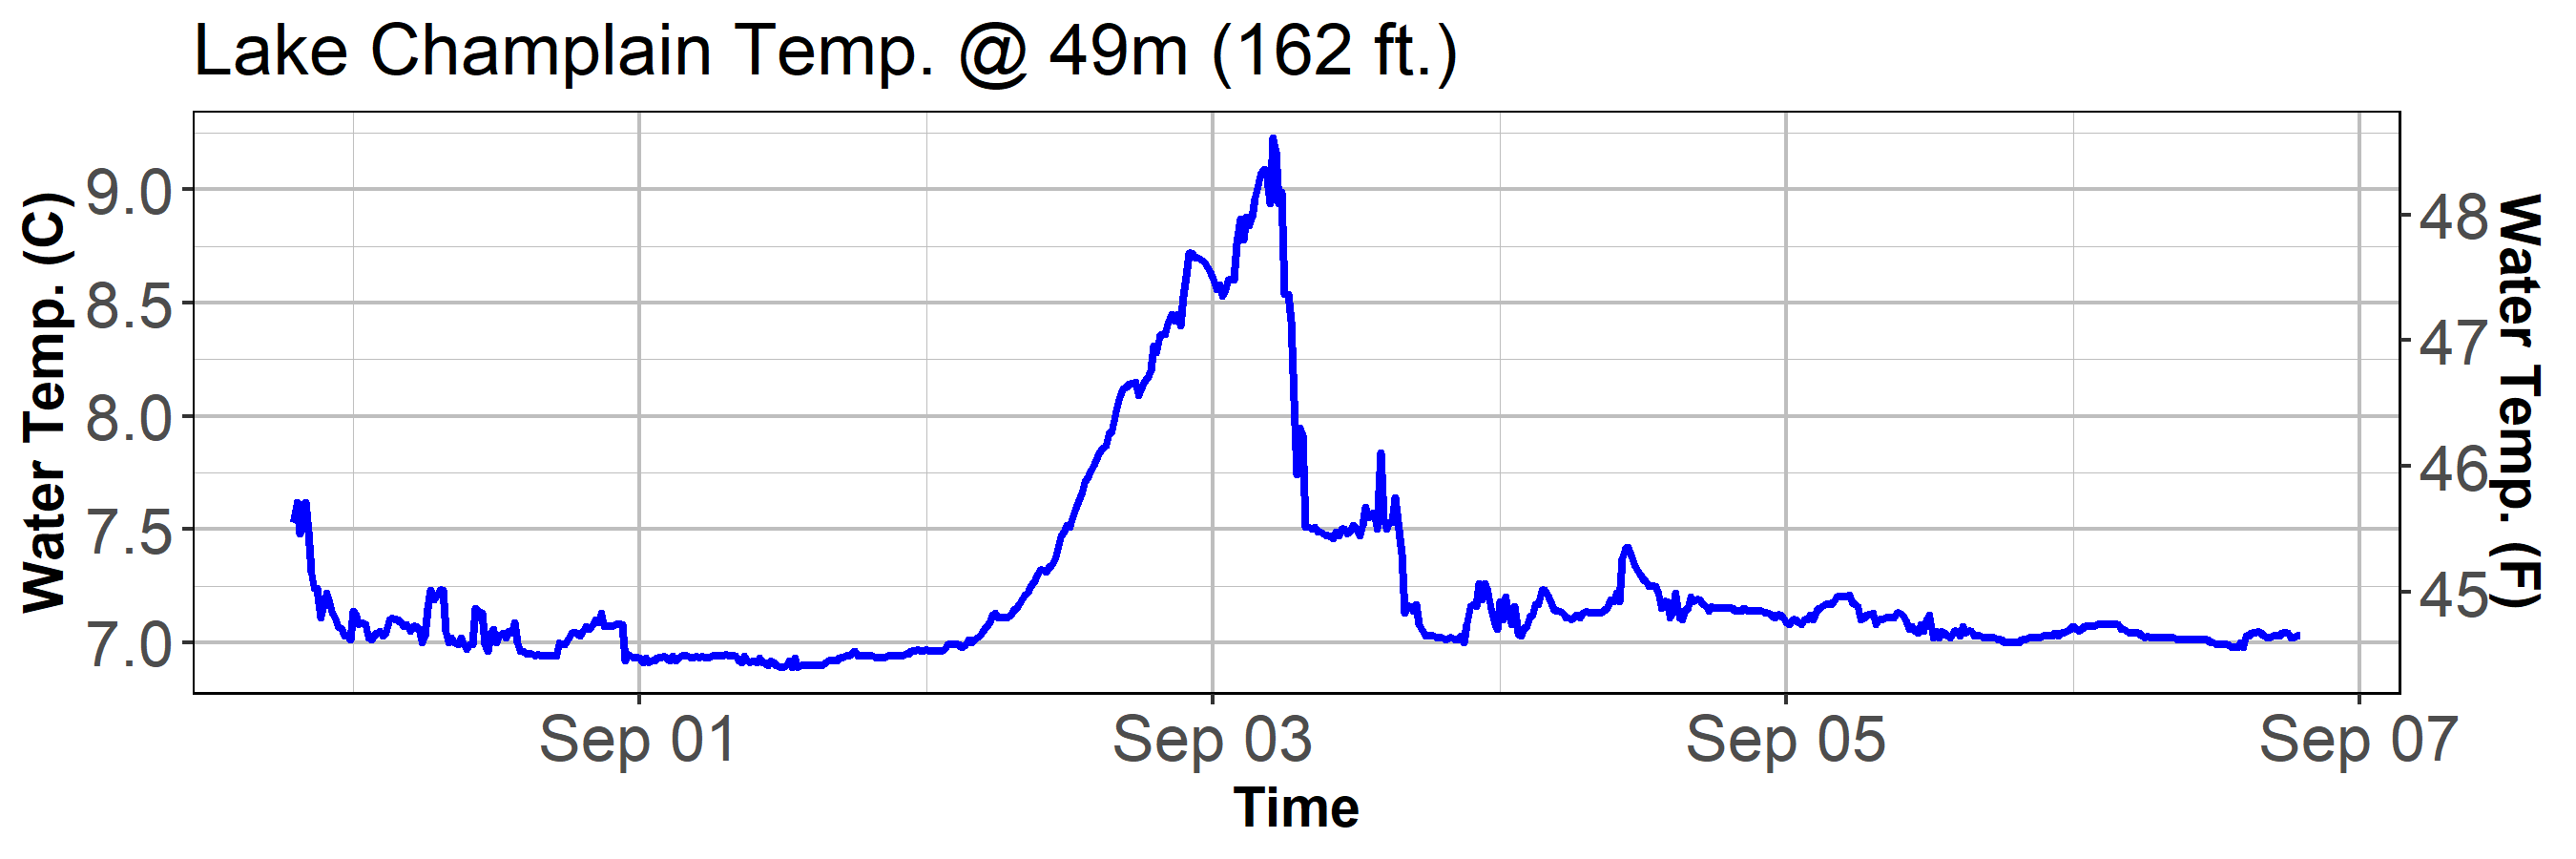 Lake Champlain Temp. @ 49m (162 ft.)
Water Temp. (C)
9.0
8.5
8.0
7.5
7.0
48
47
46
45
Water Temp. (F)
Sep 01
Sep 03
Sep 05
Sep 07
Time